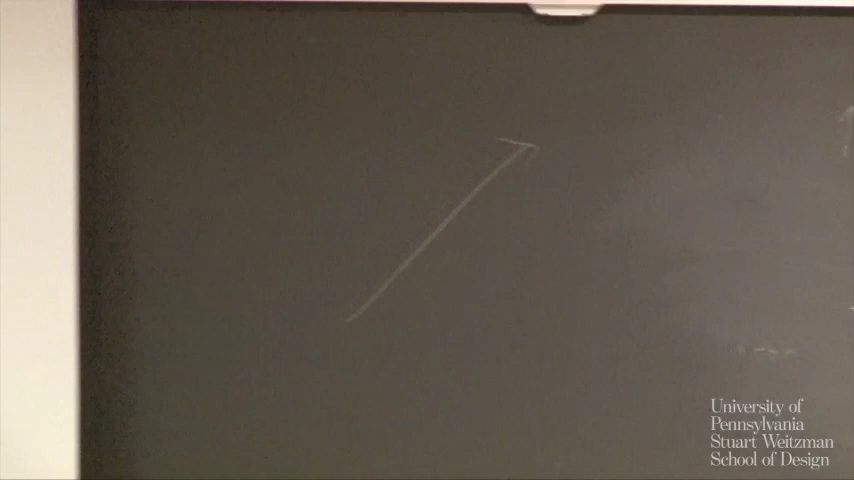 University of
Pennsylvania
Stuart Weitzman
School of Design